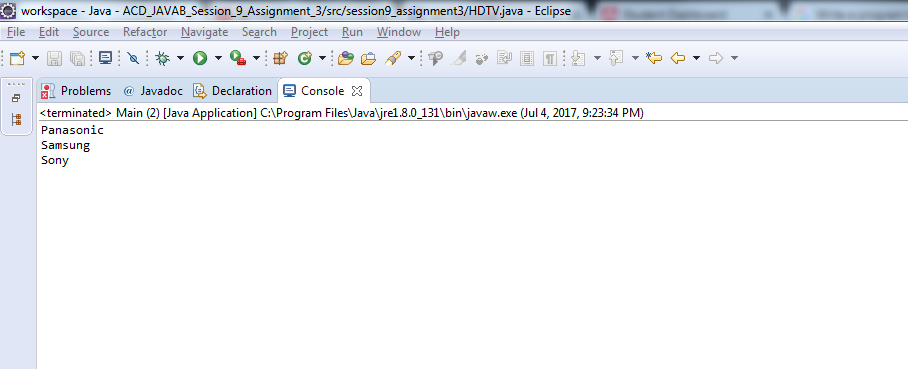 workspace - Java - ACD_JAVAB_Session_9_Assignment_3/src/session9_assignment3/HDTV.java - Eclipse
File Edit Source Refactor Navigate Search Project Run Window Help
Problems @ Javadoc Declaration Console
<terminated> Main (2) [Java Application] C:\Program Files\Java\jre1.8.0_131\bin\javaw.exe (Jul 4, 2017, 9:23:34 PM)
Panasonic
Samsung
Sony